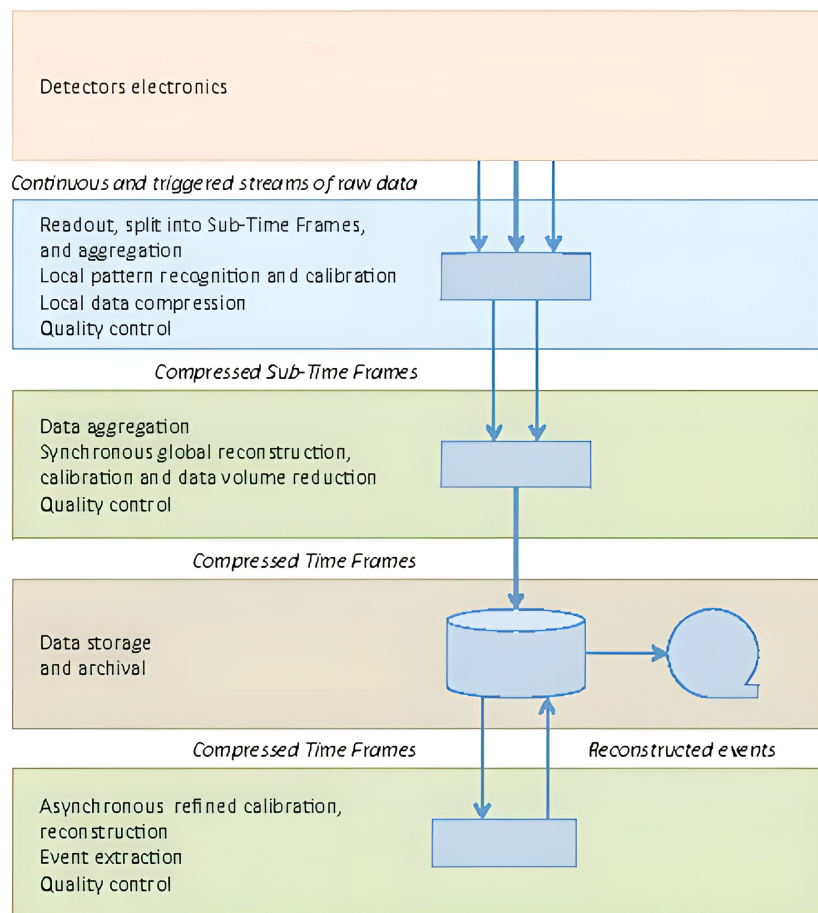 Detectors electronics
Continuous and triggered streams of raw data
Readout, split into Sub-Time Frames,
and aggregation
Local pattern recognition and calibration
Local data compression
Quality control
Compressed Sub-Time Frames
Data aggregation
Synchronous global reconstruction,
calibration and data volume reduction
Quality control
Compressed Time Frames
Data storage
and archival
Compressed Time Frames
Reconstructed events
Asynchronous refined calibration,
reconstruction
Event extraction
Quality control